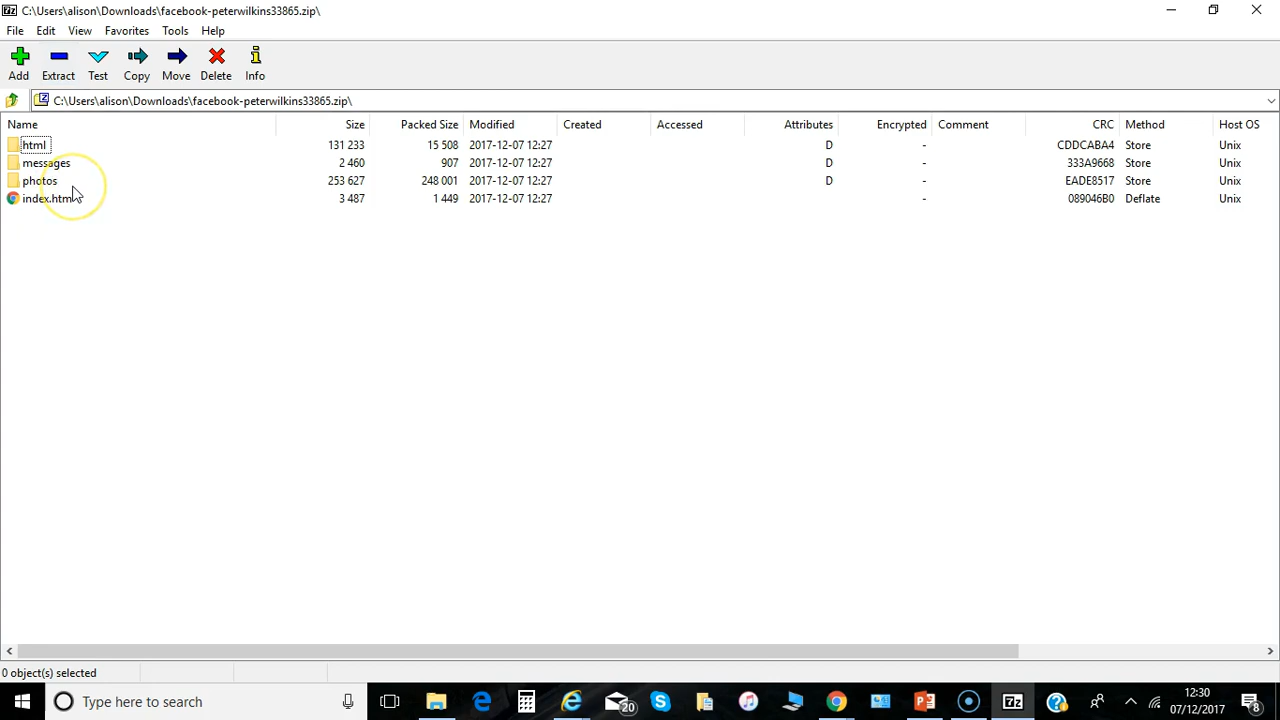 C:\Users\alison\Downloads\facebook-peterwilkins33865.zip\
File Edit View Favorites Tools Help
Add Extract Test Copy Move Delete Info
C:\Users\alison\Downloads\facebook-peterwilkins33865.zip\
Name Size Packed Size Modified Created Accessed Attributes Encrypted Comment CRC Method Host OS
html 131 233 15 508 2017-12-07 12:27 D - CDDCABA4 Store Unix
messages 2 460 907 2017-12-07 12:27 D - 333A9668 Store Unix
photos 253 627 248 001 2017-12-07 12:27 D - EADE8517 Store Unix
index.htm 3 487 1 449 2017-12-07 12:27 - 089046B0 Deflate Unix
0 object(s) selected
Type here to search 20 7z 12:30
07/12/2017 8